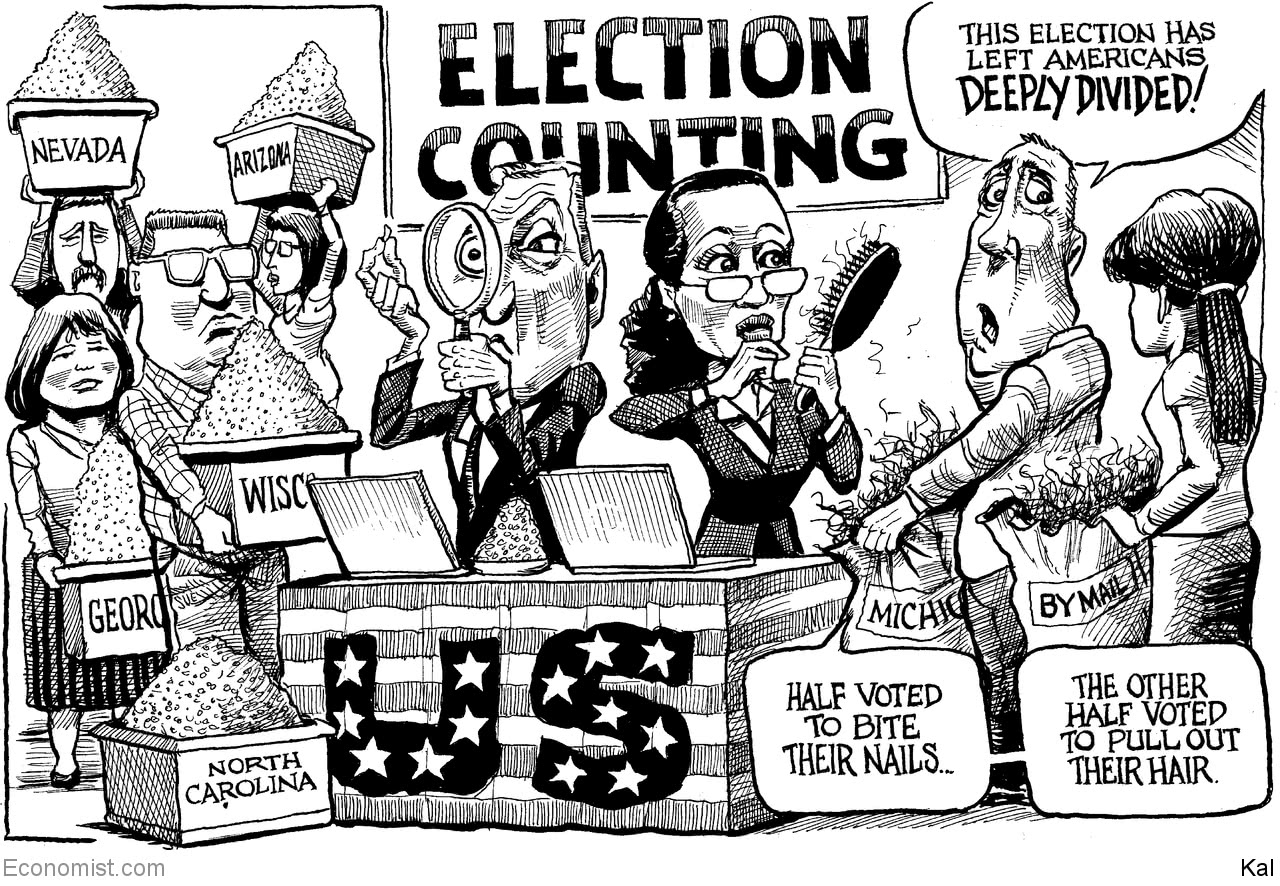 ELECTION
COUNTING
THIS ELECTION HAS
LEFT AMERICANS
DEEPLY DIVIDED!
NEVADA
ARIZONA
WISC
GEORG
NORTH
CAROLINA
US
MICHIG
BY MAIL
HALF VOTED
TO BITE
THEIR NAILS...
THE OTHER
HALF VOTED
TO PULL OUT
THEIR HAIR.
Economist.com
Kal